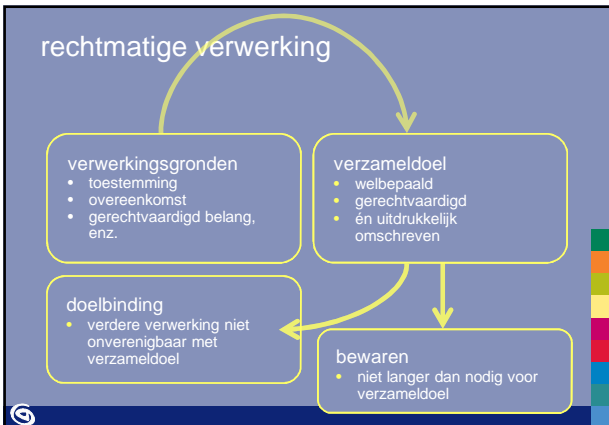 rechtmatige verwerking
verwerkingsgronden
• toestemming
• overeenkomst
• gerechtvaardigd belang,
enz.
verzameldoel
• welbepaald
• gerechtvaardigd
• én uitdrukkelijk
omschreven
doelbinding
• verdere verwerking niet
onverenigbaar met
verzameldoel
bewaren
• niet langer dan nodig voor
verzameldoel